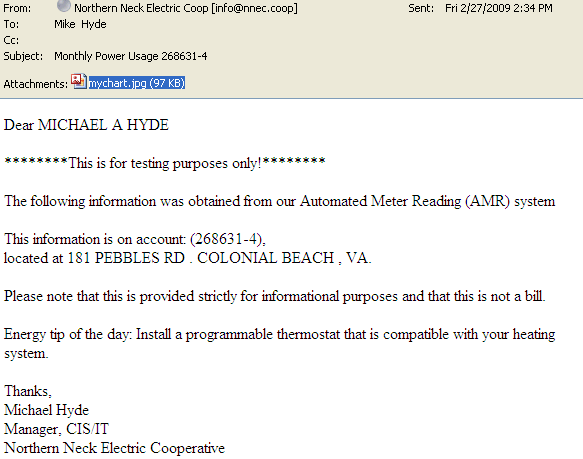 From: Northern Neck Electric Coop [info@nnec.coop] Sent: Fri 2/27/2009 2:34 PM
To: Mike Hyde
Cc:
Subject: Monthly Power Usage 268631-4
Attachments: mychart.jpg (97 KB)
Dear MICHAEL A HYDE
********This is for testing purposes only!********
The following information was obtained from our Automated Meter Reading (AMR) system
This information is on account: (268631-4),
located at 181 PEBBLES RD . COLONIAL BEACH , VA.
Please note that this is provided strictly for informational purposes and that this is not a bill.
Energy tip of the day: Install a programmable thermostat that is compatible with your heating
system.
Thanks,
Michael Hyde
Manager, CIS/IT
Northern Neck Electric Cooperative